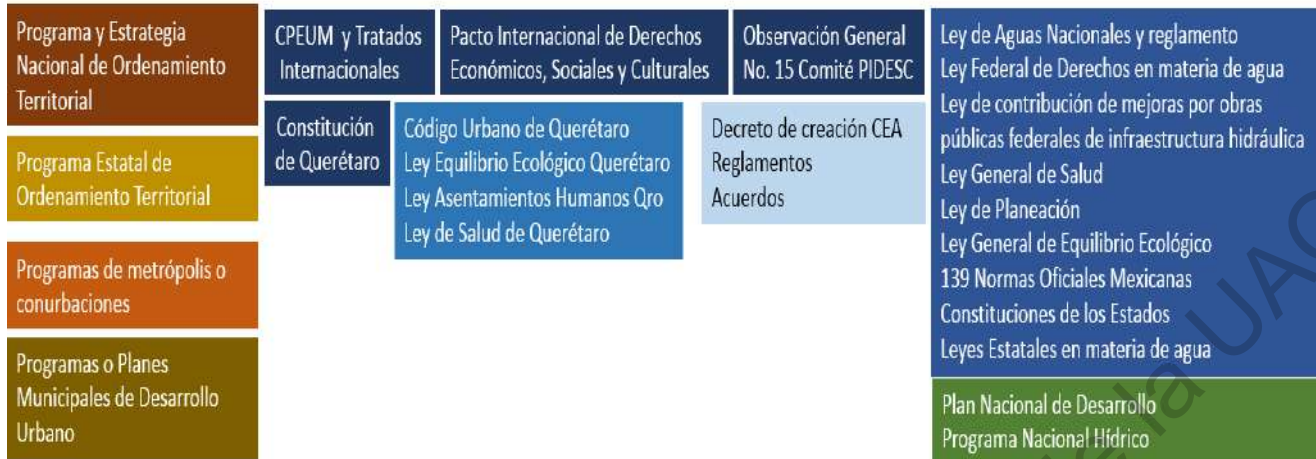 Programa y Estrategia
Nacional de Ordenamiento
Territorial
Programa Estatal de
Ordenamiento Territorial
Programas de metrópolis o
conurbaciones
Programas o Planes
Municipales de Desarrollo
Urbano
CPEUM y Tratados
Internacionales
Pacto Internacional de Derechos
Económicos, Sociales y Culturales
Observación General
No. 15 Comité PIDESC
Constitución
de Querétaro
Código Urbano de Querétaro
Ley Equilibrio Ecológico Querétaro
Ley Asentamientos Humanos Qro
Ley de Salud de Querétaro
Decreto de creación CEA
Reglamentos
Acuerdos
Ley de Aguas Nacionales y reglamento
Ley Federal de Derechos en materia de agua
Ley de contribución de mejoras por obras
públicas federales de infraestructura hidráulica
Ley General de Salud
Ley de Planeación
Ley General de Equilibrio Ecológico
139 Normas Oficiales Mexicanas
Constituciones de los Estados
Leyes Estatales en materia de agua
Plan Nacional de Desarrollo
Programa Nacional Hídrico
de la UAQ